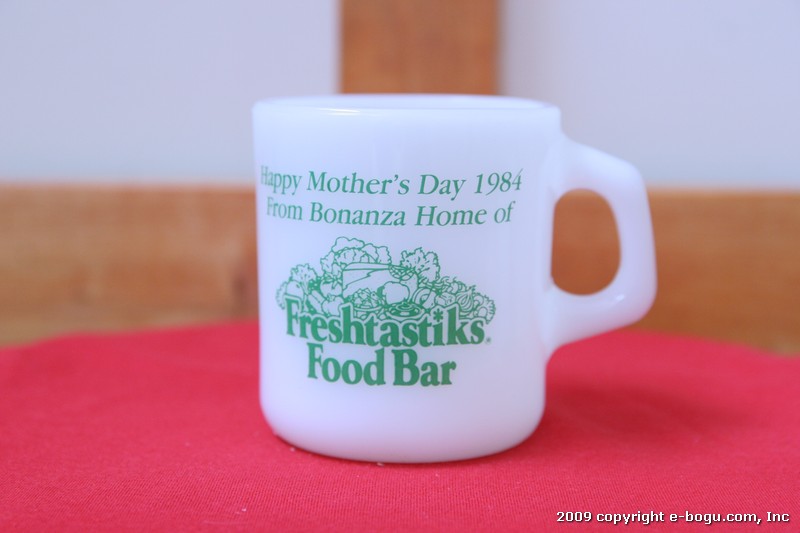 Happy Mother's Day 1984
From Bonanza Home of
Freshtastiks®
Food Bar
2009 copyright e-bogu.com, Inc